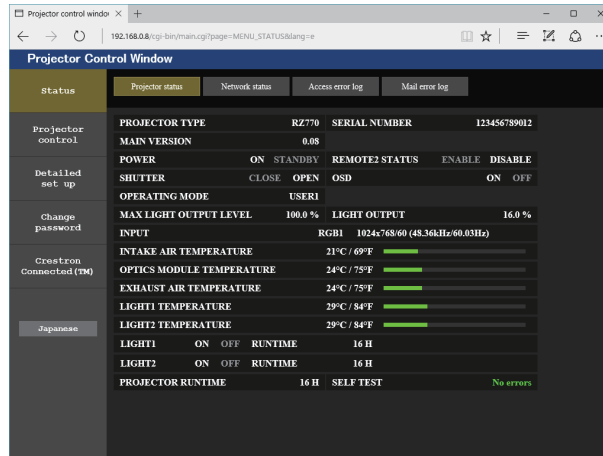 Projector control windov
192.168.0.8/cgi-bin/main.cgi?page=MENU_STATUS&lang=e
Projector Control Window
Status
Projector control
Detailed set up
Change password
Crestron Connected(TM)
Japanese
Projector status Network status Access error log Mail error log
PROJECTOR TYPE RZ770 SERIAL NUMBER 123456789012
MAIN VERSION 0.08
POWER ON STANDBY REMOTE2 STATUS ENABLE DISABLE
SHUTTER CLOSE OPEN OSD ON OFF
OPERATING MODE USER1
MAX LIGHT OUTPUT LEVEL 100.0 % LIGHT OUTPUT 16.0 %
INPUT RGB1 1024x768/60 (48.36kHz/60.03Hz)
INTAKE AIR TEMPERATURE 21°C / 69°F
OPTICS MODULE TEMPERATURE 24°C / 75°F
EXHAUST AIR TEMPERATURE 24°C / 75°F
LIGHT1 TEMPERATURE 29°C / 84°F
LIGHT2 TEMPERATURE 29°C / 84°F
LIGHT1 ON OFF RUNTIME 16 H
LIGHT2 ON OFF RUNTIME 16 H
PROJECTOR RUNTIME 16 H SELF TEST No errors